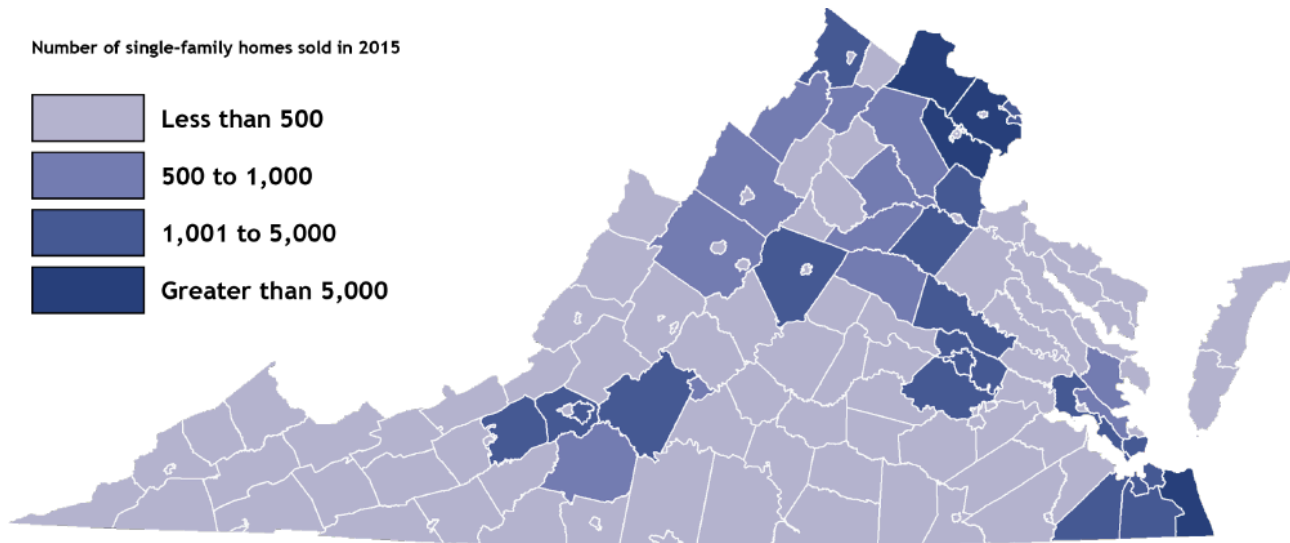 Number of single-family homes sold in 2015
Less than 500
500 to 1,000
1,001 to 5,000
Greater than 5,000